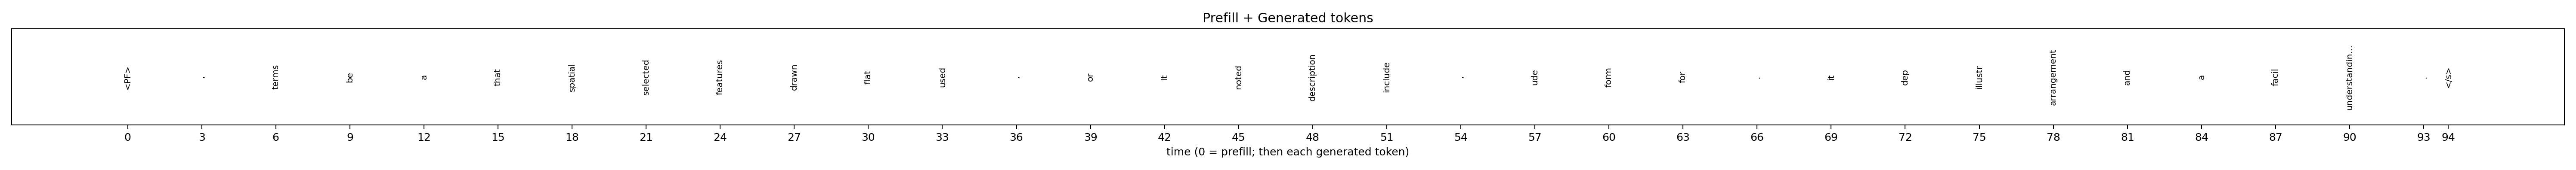 Prefill + Generated tokens
<PF> , terms be a that spatial selected features drawn flat used , or It noted description include , ude form for . it dep illustr arrangement and a facil understandin... . </s>
0 3 6 9 12 15 18 21 24 27 30 33 36 39 42 45 48 51 54 57 60 63 66 69 72 75 78 81 84 87 90 93 94
time (0 = prefill; then each generated token)